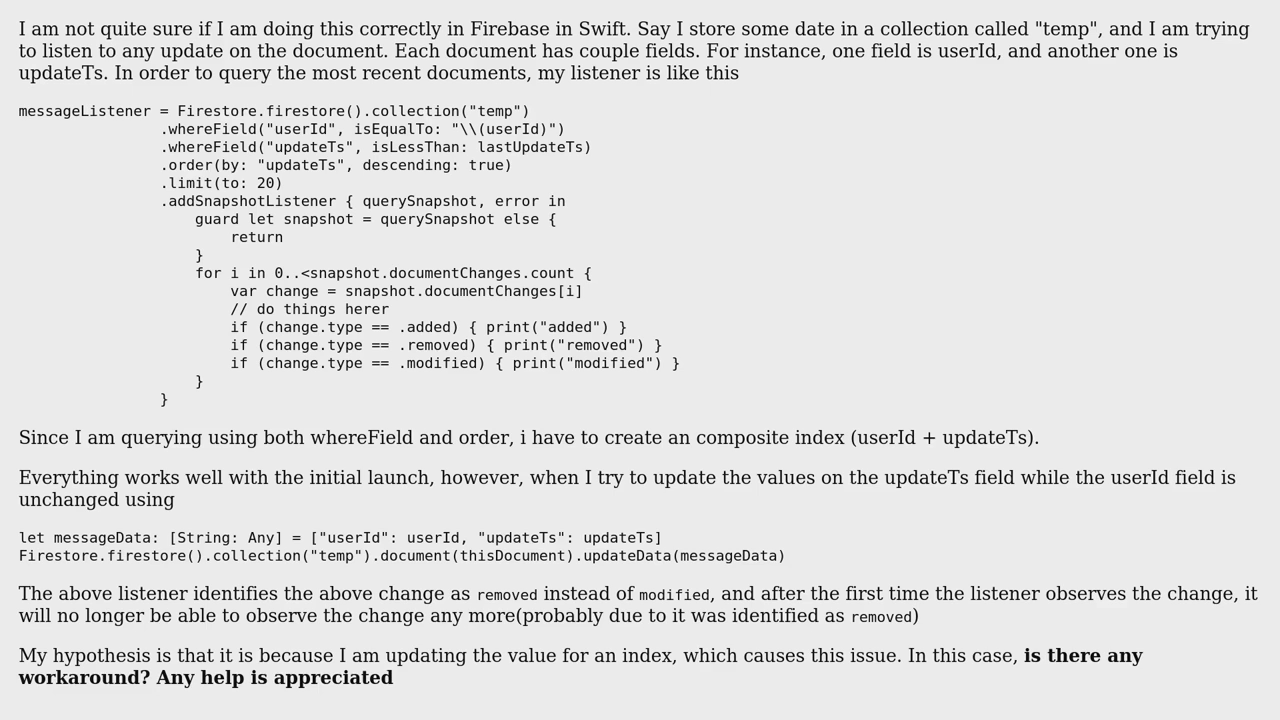 I am not quite sure if I am doing this correctly in Firebase in Swift. Say I store some date in a collection called "temp", and I am trying
to listen to any update on the document. Each document has couple fields. For instance, one field is userId, and another one is
updateTs. In order to query the most recent documents, my listener is like this
messageListener = Firestore.firestore().collection("temp")
.whereField("userId", isEqualTo: "\\(userId)")
.whereField("updateTs", isLessThan: lastUpdateTs)
.order(by: "updateTs", descending: true)
.limit(to: 20)
.addSnapshotListener { querySnapshot, error in
guard let snapshot = querySnapshot else {
return
}
for i in 0..<snapshot.documentChanges.count {
var change = snapshot.documentChanges[i]
// do things herer
if (change.type == .added) { print("added") }
if (change.type == .removed) { print("removed") }
if (change.type == .modified) { print("modified") }
}
}
Since I am querying using both whereField and order, i have to create an composite index (userId + updateTs).
Everything works well with the initial launch, however, when I try to update the values on the updateTs field while the userId field is
unchanged using
let messageData: [String: Any] = ["userId": userId, "updateTs": updateTs]
Firestore.firestore().collection("temp").document(thisDocument).updateData(messageData)
The above listener identifies the above change as removed instead of modified, and after the first time the listener observes the change, it
will no longer be able to observe the change any more(probably due to it was identified as removed)
My hypothesis is that it is because I am updating the value for an index, which causes this issue. In this case, is there any
workaround? Any help is appreciated